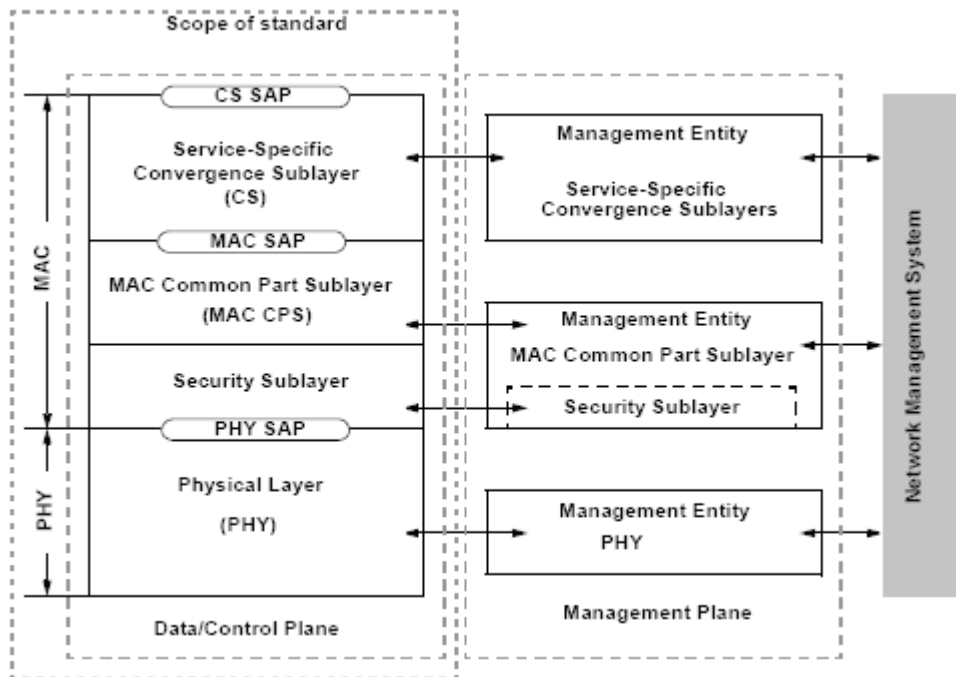 Scope of standard
CS SAP
Service-Specific
Convergence Sublayer
(CS)
MAC SAP
MAC Common Part Sublayer
(MAC CPS)
Security Sublayer
PHY SAP
Physical Layer
(PHY)
Data/Control Plane
MAC
PHY
Management Entity
Service-Specific
Convergence Sublayers
Management Entity
MAC Common Part Sublayer
Security Sublayer
Management Entity
PHY
Management Plane
Network Management System